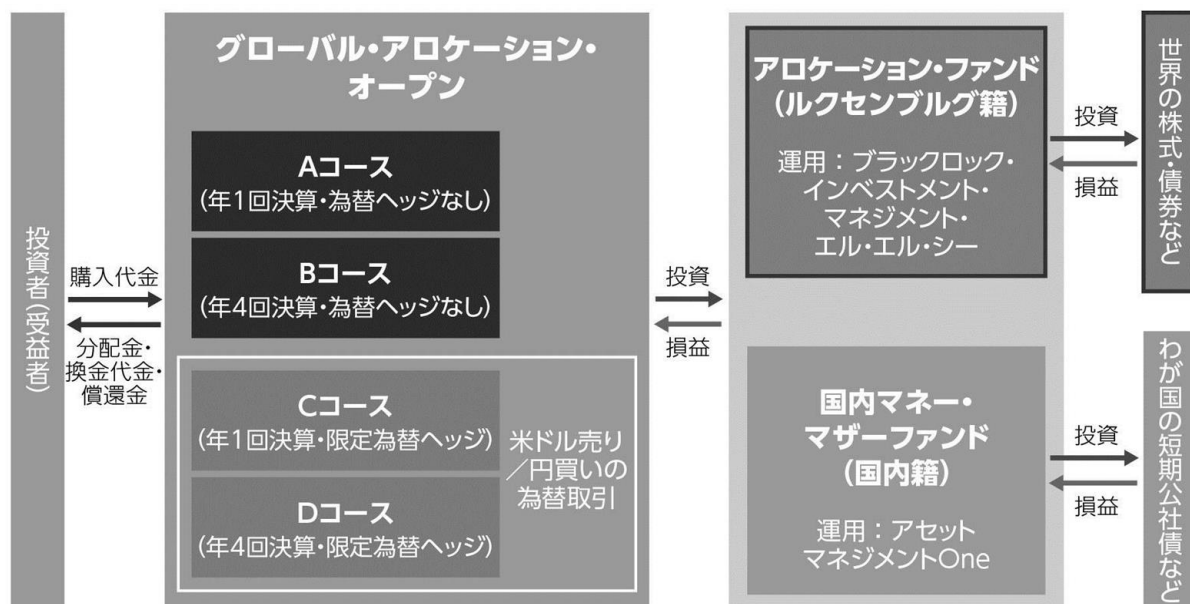 投資者(受益者)
購入代金
分配金・
換金代金・
償還金
グローバル・アロケーション・
オープン
Aコース
(年1回決算・為替ヘッジなし)
Bコース
(年4回決算・為替ヘッジなし)
Cコース
(年1回決算・限定為替ヘッジ)
Dコース
(年4回決算・限定為替ヘッジ)
米ドル売り
/円買いの
為替取引
投資
損益
アロケーション・ファンド
(ルクセンブルグ籍)
運用：ブラックロック・
インベストメント・
マネジメント・
エル・エル・シー
国内マネー・
マザーファンド
(国内籍)
運用：アセット
マネジメントOne
投資
損益
世界の株式・債券など
投資
損益
わが国の短期公社債など